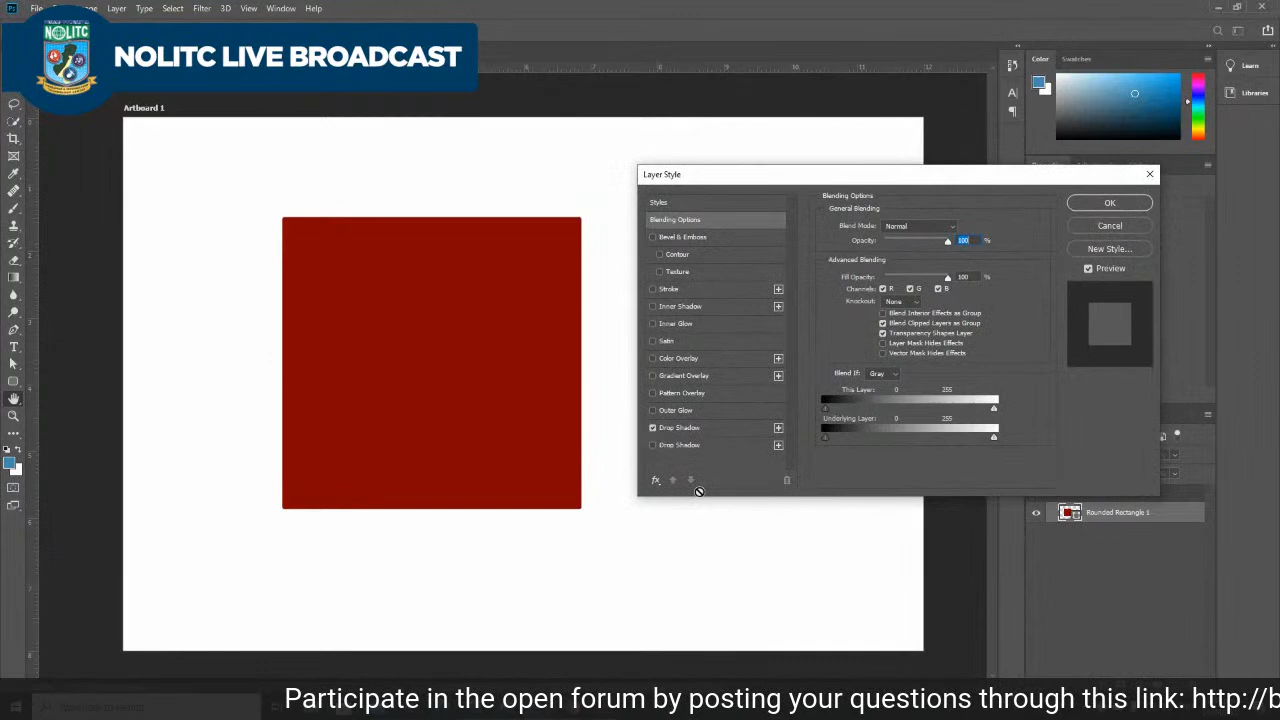 File
Layer
Type
Select
Filter
3D
View
Window
Help
NOLITC
NOLITC LIVE BROADCAST
Artboard 1
Color
Swatches
Learn
Libraries
Layer Style
Styles
Blending Options
Bevel & Emboss
Contour
Texture
Stroke
Inner Shadow
Inner Glow
Satin
Color Overlay
Gradient Overlay
Pattern Overlay
Outer Glow
Drop Shadow
Drop Shadow
fx
Blending Options
General Blending
Blend Mode: Normal
Opacity: 100 %
Advanced Blending
Fill Opacity: 100 %
Channels: R G B
Knockout: None
Blend Interior Effects as Group
Blend Clipped Layers as Group
Transparency Shapes Layer
Layer Mask Hides Effects
Vector Mask Hides Effects
Blend If: Gray
This Layer: 0 255
Underlying Layer: 0 255
OK
Cancel
New Style...
Preview
Rounded Rectangle 1
Participate in the open forum by posting your questions through this link: http://b